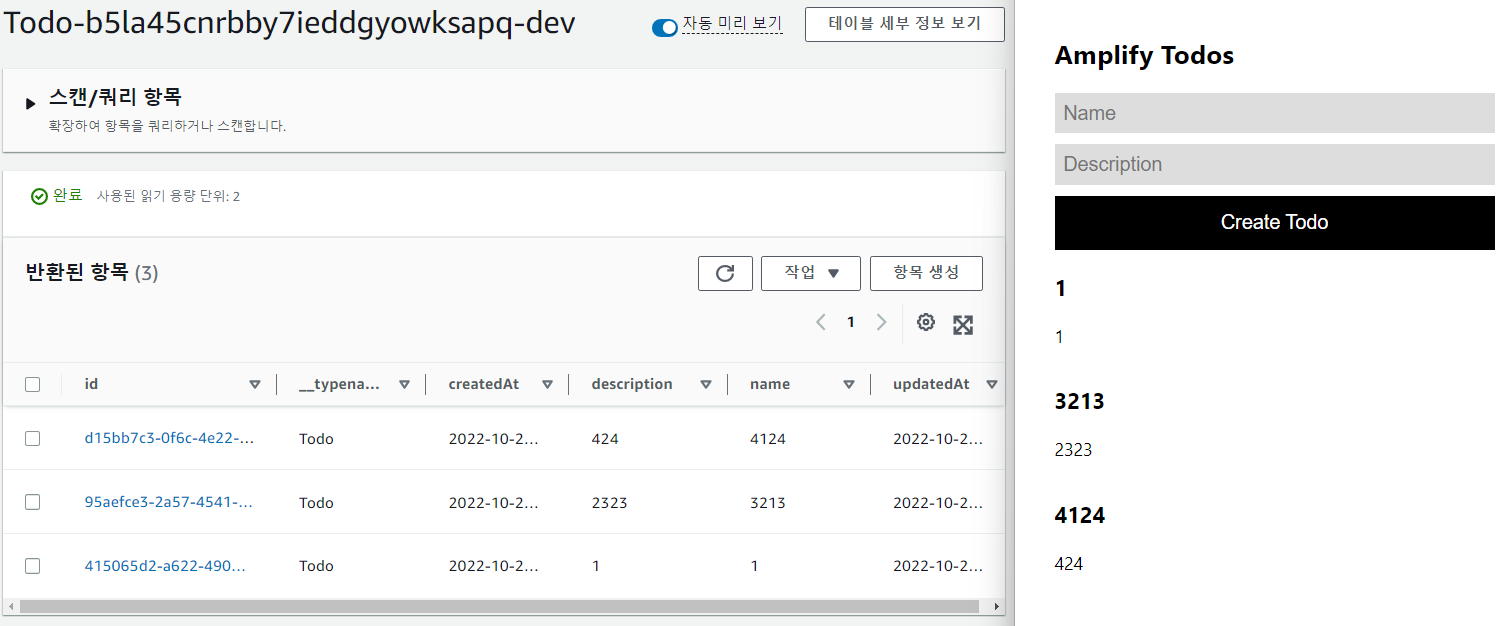 Todo-b5la45cnrbby7ieddgyowksapq-dev
자동 미리 보기
테이블 세부 정보 보기
스캔/쿼리 항목
확장하여 항목을 쿼리하거나 스캔합니다.
완료 사용된 읽기 용량 단위: 2
반환된 항목 (3)
작업
항목 생성
1
id __typena... createdAt description name updatedAt
d15bb7c3-0f6c-4e22-... Todo 2022-10-2... 424 4124 2022-10-2...
95aefce3-2a57-4541-... Todo 2022-10-2... 2323 3213 2022-10-2...
415065d2-a622-490... Todo 2022-10-2... 1 1 2022-10-2...
Amplify Todos
Name
Description
Create Todo
1
1
3213
2323
4124
424